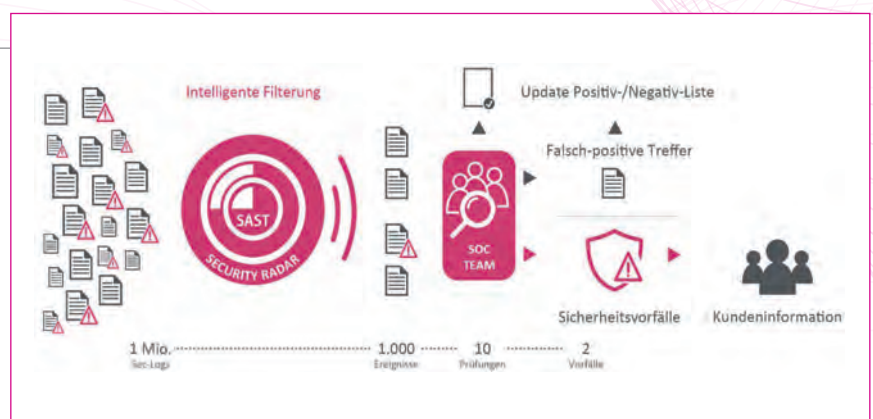 Intelligente Filterung
Update Positiv-/Negativ-Liste
Falsch-positive Treffer
SAST
SECURITY RADAR
SOC
TEAM
Sicherheitsvorfälle
Kundeninformation
1 Mio.
Sec-Logs
1.000
Ereignisse
10
Prüfungen
2
Vorfälle